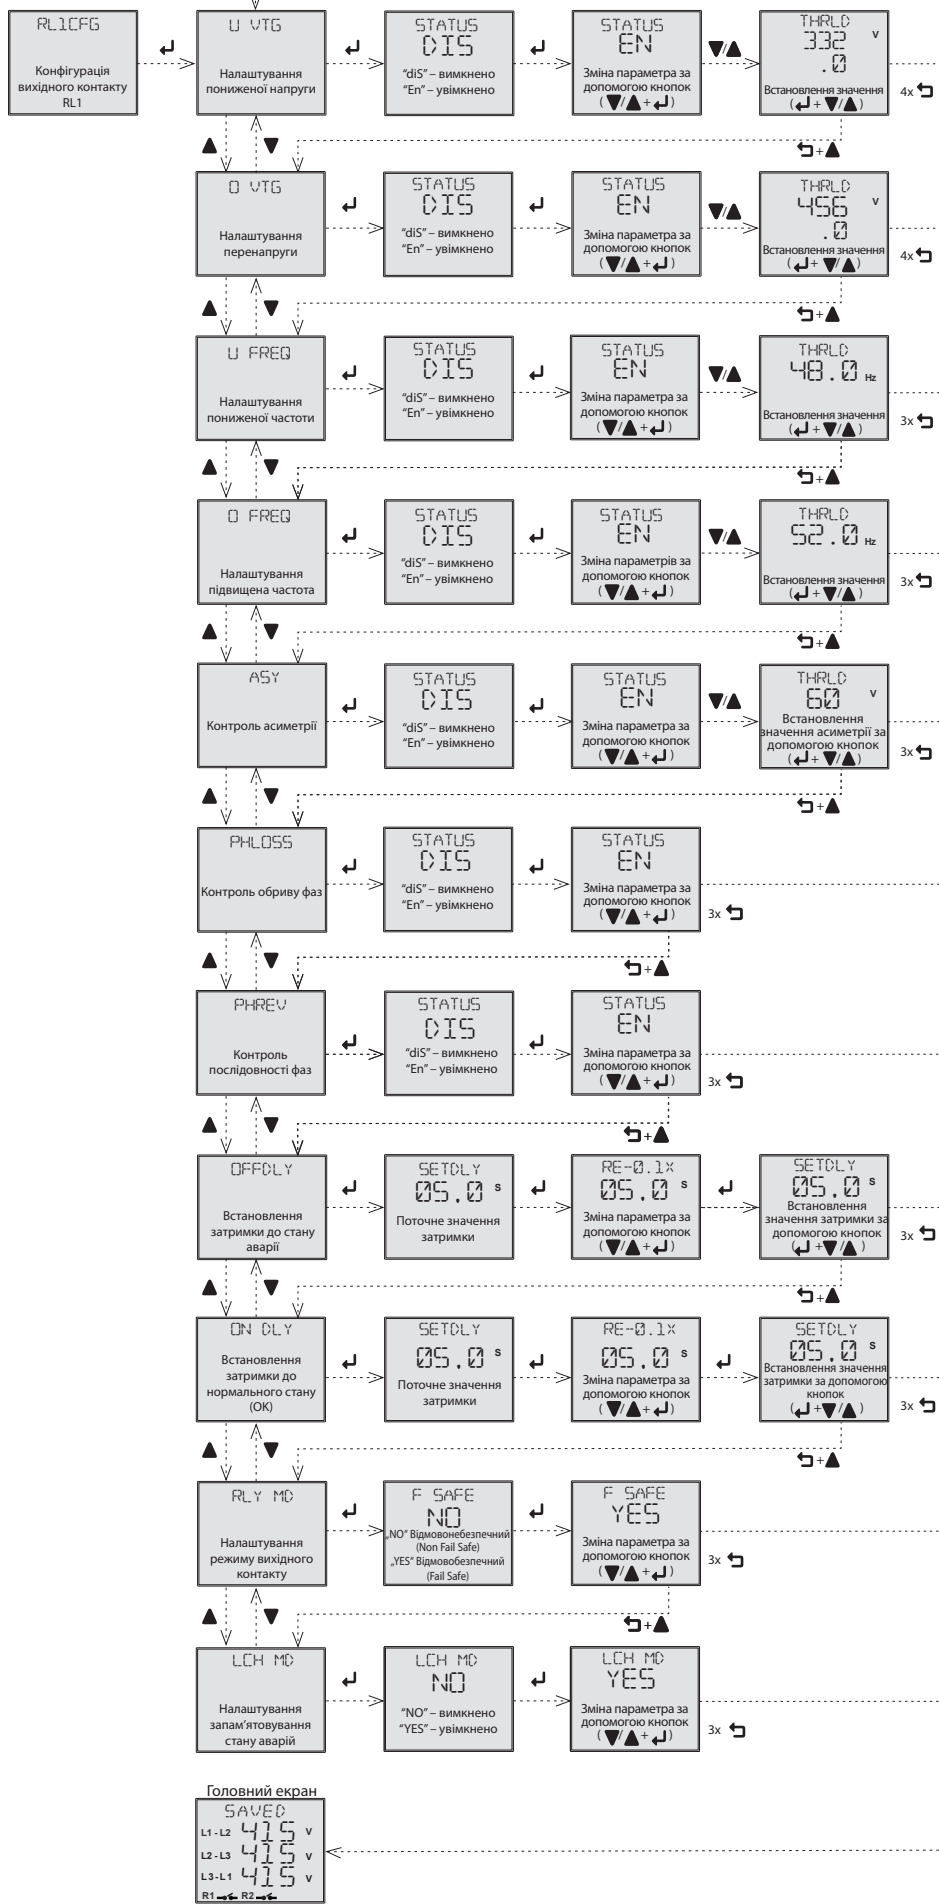 RL1CFG
Конфігурація
вихідного контакту
RL1
U VTG
Налаштування
пониженої напруги
STATUS
DIS
"diS" – вимкнено
"En" – увімкнено
STATUS
EN
Зміна параметра за
допомогою кнопок
(▼/▲ + ↵)
▼/▲
THRLD
332 V
.0
Встановлення значення
(↵ + ▼/▲)
4x
+▲
O VTG
Налаштування
перенапруги
STATUS
DIS
"diS" – вимкнено
"En" – увімкнено
STATUS
EN
Зміна параметра за
допомогою кнопок
(▼/▲ + ↵)
▼/▲
THRLD
456 V
.0
Встановлення значення
(↵ + ▼/▲)
4x
+▲
U FREQ
Налаштування
пониженої частоти
STATUS
DIS
"diS" – вимкнено
"En" – увімкнено
STATUS
EN
Зміна параметра за
допомогою кнопок
(▼/▲ + ↵)
▼/▲
THRLD
48.0 Hz
Встановлення значення
(↵ + ▼/▲)
3x
+▲
O FREQ
Налаштування
підвищена частота
STATUS
DIS
"diS" – вимкнено
"En" – увімкнено
STATUS
EN
Зміна параметрів за
допомогою кнопок
(▼/▲ + ↵)
▼/▲
THRLD
52.0 Hz
Встановлення значення
(↵ + ▼/▲)
3x
+▲
ASY
Контроль асиметрії
STATUS
DIS
"diS" – вимкнено
"En" – увімкнено
STATUS
EN
Зміна параметра за
допомогою кнопок
(▼/▲ + ↵)
▼/▲
THRLD
60 V
Встановлення
значення асиметрії за
допомогою кнопок
(↵ + ▼/▲)
3x
+▲
PHLOSS
Контроль обриву фаз
STATUS
DIS
"diS" – вимкнено
"En" – увімкнено
STATUS
EN
Зміна параметра за
допомогою кнопок
(▼/▲ + ↵)
3x
+▲
PHREV
Контроль
послідовності фаз
STATUS
DIS
"diS" – вимкнено
"En" – увімкнено
STATUS
EN
Зміна параметра за
допомогою кнопок
(▼/▲ + ↵)
3x
+▲
OFFDLY
Встановлення
затримки до стану
аварії
SETDLY
05.0 s
Поточне значення
затримки
RE-0.1X
05.0 s
Зміна параметра за
допомогою кнопок
(▼/▲ + ↵)
SETDLY
05.0 s
Встановлення
значення затримки за
допомогою кнопок
(↵ +▼/▲)
3x
+▲
ON DLY
Встановлення
затримки до
нормального стану
(ОК)
SETDLY
05.0 s
Поточне значення
затримки
RE-0.1X
05.0 s
Зміна параметра за
допомогою кнопок
(▼/▲ + ↵)
SETDLY
05.0 s
Встановлення значення
затримки за допомогою
кнопок
(↵ +▼/▲)
3x
+▲
RLY MD
Налаштування
режиму вихідного
контакту
F SAFE
NO
„NO" Відмовонебезпечний
(Non Fail Safe)
„YES" Відмовобезпечний
(Fail Safe)
F SAFE
YES
Зміна параметра за
допомогою кнопок
(▼/▲ + ↵)
3x
+▲
LCH MD
Налаштування
запам'ятовування
стану аварій
LCH MD
NO
"NO" – вимкнено
"YES" – увімкнено
LCH MD
YES
Зміна параметра за
допомогою кнопок
(▼/▲ + ↵)
3x
Головний екран
SAVED
L1-L2 415 V
L2-L3 415 V
L3-L1 415 V
R1 R2